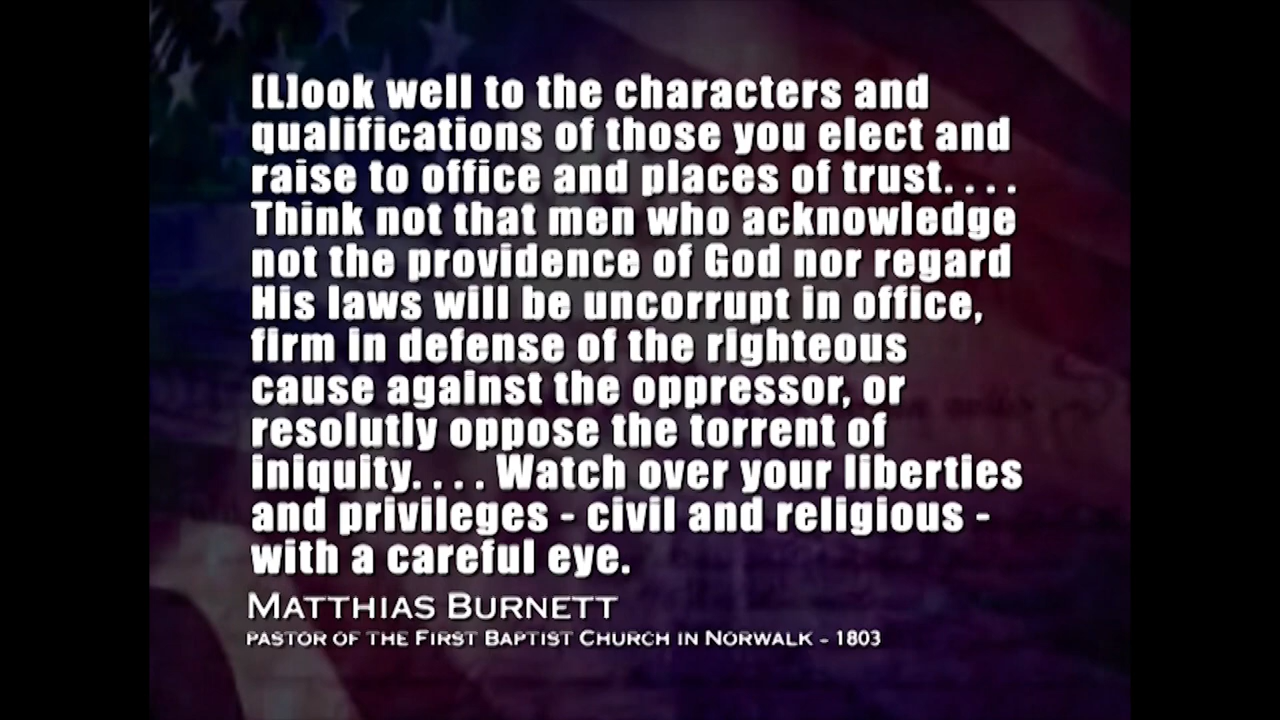 [L]ook well to the characters and
qualifications of those you elect and
raise to office and places of trust. . . .
Think not that men who acknowledge
not the providence of God nor regard
His laws will be uncorrupt in office,
firm in defense of the righteous
cause against the oppressor, or
resolutly oppose the torrent of
iniquity. . . . Watch over your liberties
and privileges - civil and religious -
with a careful eye.
MATTHIAS BURNETT
PASTOR OF THE FIRST BAPTIST CHURCH IN NORWALK - 1803